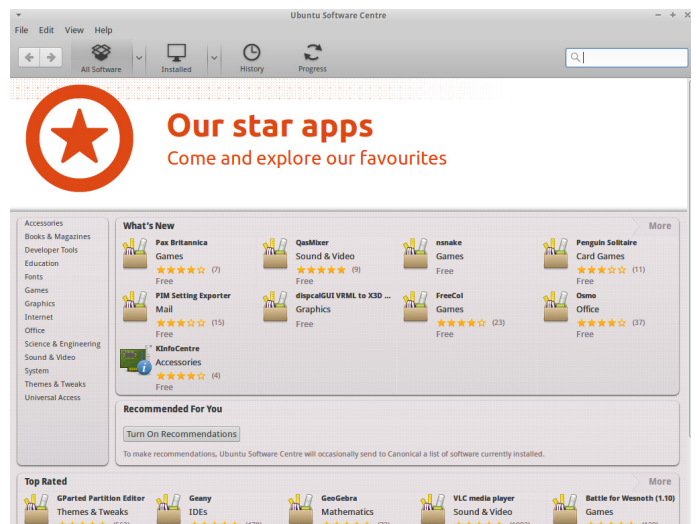 Ubuntu Software Centre
File Edit View Help
All Software Installed History Progress
Our star apps
Come and explore our favourites
Accessories
Books & Magazines
Developer Tools
Education
Fonts
Games
Graphics
Internet
Office
Science & Engineering
Sound & Video
System
Themes & Tweaks
Universal Access
What's New More
Pax Britannica QasMixer nsnake Penguin Solitaire
Games Sound & Video Games Card Games
(7) (9) Free (11)
Free Free Free
PIM Setting Exporter dispcalGUI VRML to X3D ... FreeCol Osmo
Mail Graphics Games Office
(15) Free (23) (37)
Free Free Free
KInfoCentre
Accessories
(4)
Free
Recommended For You
Turn On Recommendations
To make recommendations, Ubuntu Software Centre will occasionally send to Canonical a list of software currently installed.
Top Rated More
GParted Partition Editor Geany GeoGebra VLC media player Battle for Wesnoth (1.10)
Themes & Tweaks IDEs Mathematics Sound & Video Games